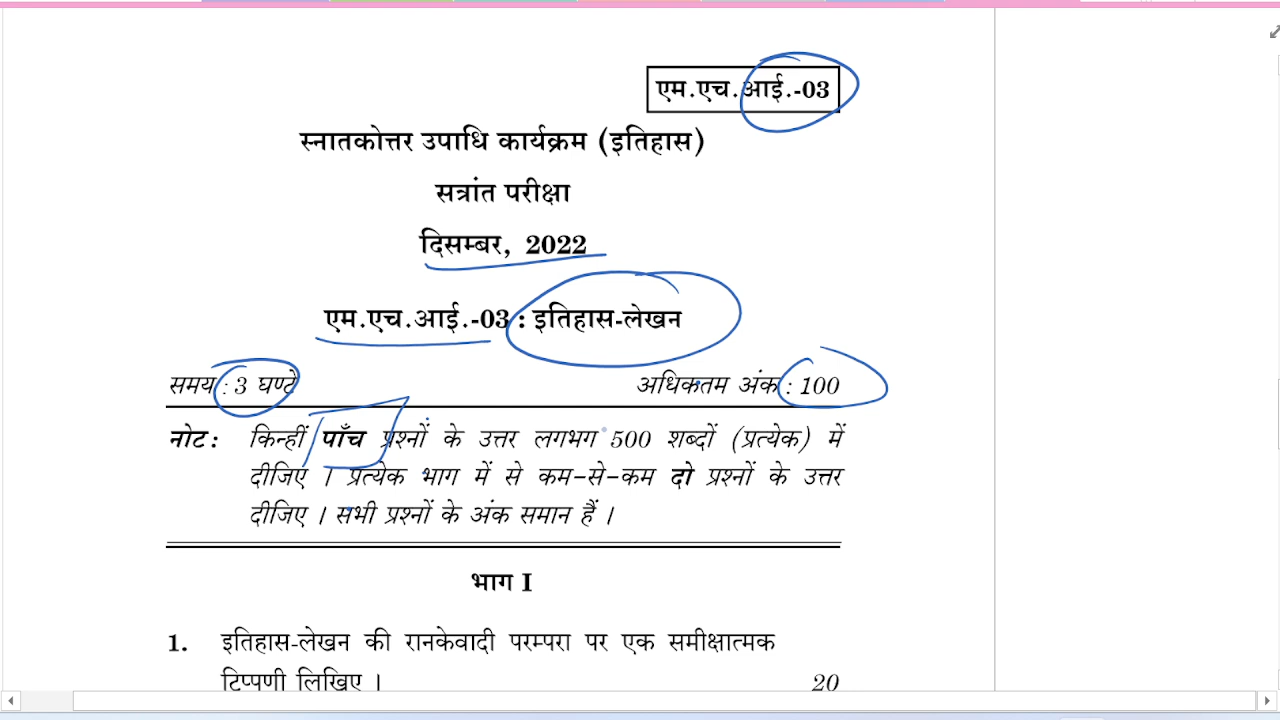 एम.एच.आई.-03
स्नातकोत्तर उपाधि कार्यक्रम (इतिहास)
सत्रांत परीक्षा
दिसम्बर, 2022
एम.एच.आई.-03 : इतिहास-लेखन
समय : 3 घण्टे अधिकतम अंक : 100
नोट : किन्हीं पाँच प्रश्नों के उत्तर लगभग 500 शब्दों (प्रत्येक) में
दीजिए । प्रत्येक भाग में से कम-से-कम दो प्रश्नों के उत्तर
दीजिए । सभी प्रश्नों के अंक समान हैं ।
भाग I
1. इतिहास-लेखन की रानकेवादी परम्परा पर एक समीक्षात्मक
टिप्पणी लिखिए । 20